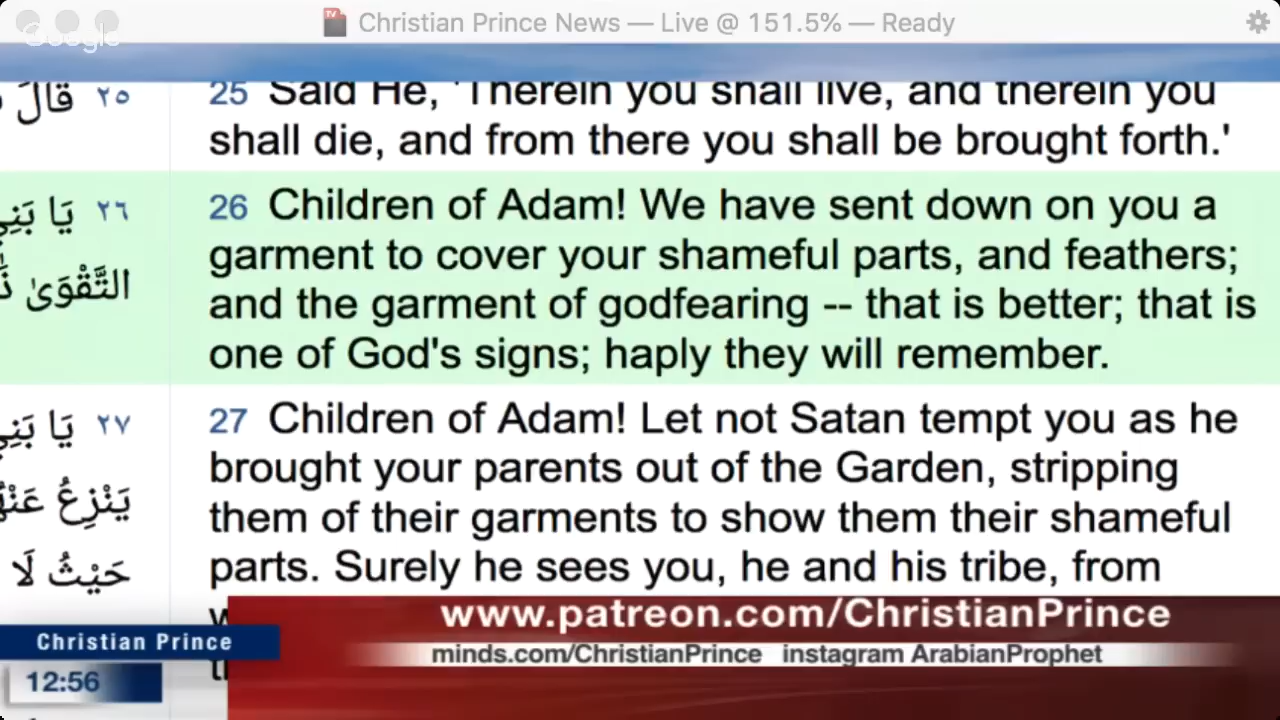 Christian Prince News — Live @ 151.5% — Ready
Google
٢٥ قَالَ
25 Said He, 'Therein you shall live, and therein you
shall die, and from there you shall be brought forth.'
٢٦ يَا بَنِي
التَّقْوَىٰ
26 Children of Adam! We have sent down on you a
garment to cover your shameful parts, and feathers;
and the garment of godfearing -- that is better; that is
one of God's signs; haply they will remember.
٢٧ يَا بَنِي
يَنْزِعُ
حَيْثُ لَا
27 Children of Adam! Let not Satan tempt you as he
brought your parents out of the Garden, stripping
them of their garments to show them their shameful
parts. Surely he sees you, he and his tribe, from
www.patreon.com/ChristianPrince
Christian Prince
minds.com/ChristianPrince instagram ArabianProphet
12:56